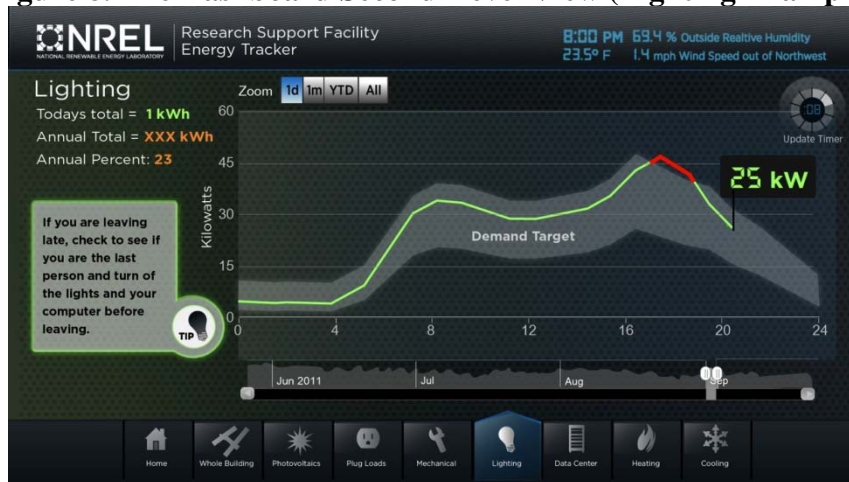 NREL
NATIONAL RENEWABLE ENERGY LABORATORY
Research Support Facility
Energy Tracker
8:00 PM 69.4 % Outside Realtive Humidity
23.5° F 1.4 mph Wind Speed out of Northwest
Lighting
Todays total = 1 kWh
Annual Total = XXX kWh
Annual Percent: 23
Zoom 1d 1m YTD All
:08
Update Timer
60
45
30
15
0
Kilowatts
Demand Target
25 kW
If you are leaving
late, check to see if
you are the last
person and turn of
the lights and your
computer before
leaving.
TIP
0 4 8 12 16 20 24
Jun 2011 Jul Aug Sep
Home Whole Building Photovoltaics Plug Loads Mechanical Lighting Data Center Heating Cooling